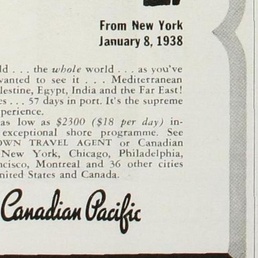 From New York
January 8, 1938
ld . . . the whole world . . . as you've
wanted to see it . . . Mediterranean
lestine, Egypt, India and the Far East!
es . . . 57 days in port. It's the supreme
perience.
as low as $2300 ($18 per day) in-
exceptional shore programme. See
OWN TRAVEL AGENT or Canadian
New York, Chicago, Philadelphia,
ncisco, Montreal and 36 other cities
nited States and Canada.
Canadian Pacific